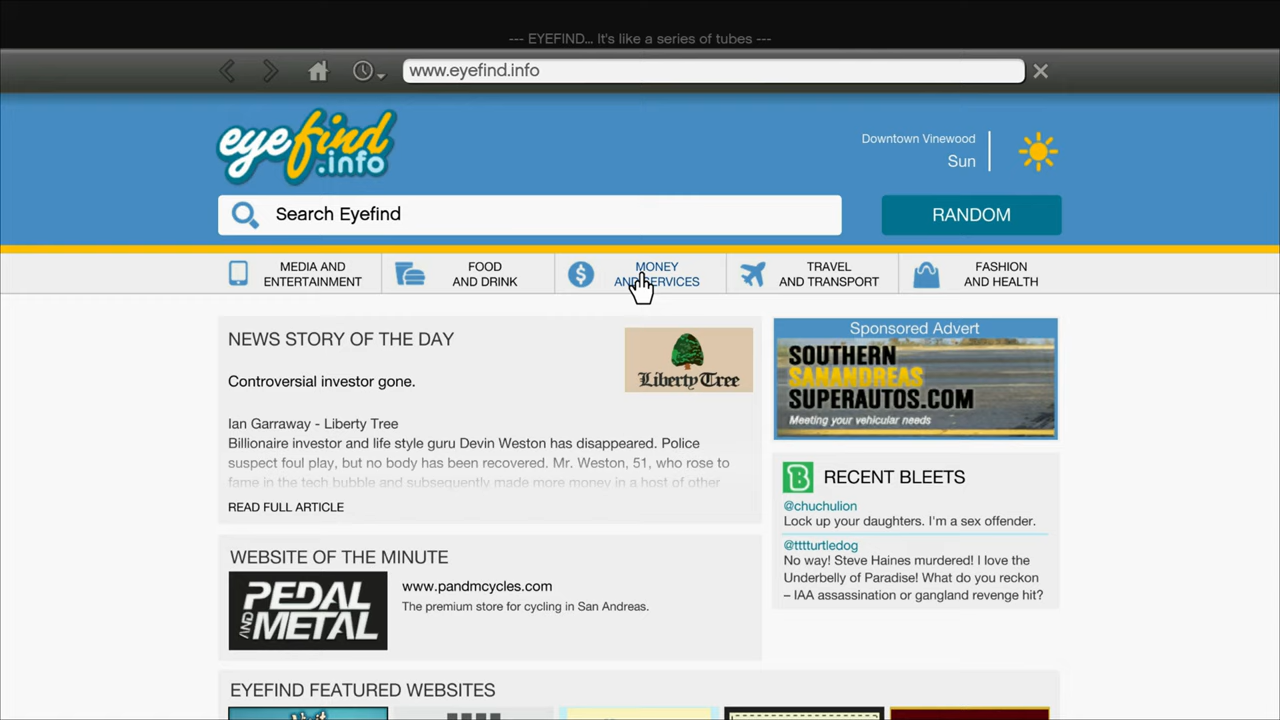 --- EYEFIND... It's like a series of tubes ---
www.eyefind.info
eyefind
.info
Downtown Vinewood
Sun
Search Eyefind
RANDOM
MEDIA AND
ENTERTAINMENT
FOOD
AND DRINK
MONEY
AND SERVICES
TRAVEL
AND TRANSPORT
FASHION
AND HEALTH
NEWS STORY OF THE DAY
Liberty Tree
Controversial investor gone.
Ian Garraway - Liberty Tree
Billionaire investor and life style guru Devin Weston has disappeared. Police
suspect foul play, but no body has been recovered. Mr. Weston, 51, who rose to
fame in the tech bubble and subsequently made more money in a host of other
READ FULL ARTICLE
Sponsored Advert
SOUTHERN
SANANDREAS
SUPERAUTOS.COM
Meeting your vehicular needs
RECENT BLEETS
@chuchulion
Lock up your daughters. I'm a sex offender.
@tttturtledog
No way! Steve Haines murdered! I love the
Underbelly of Paradise! What do you reckon
– IAA assassination or gangland revenge hit?
WEBSITE OF THE MINUTE
PEDAL
AND METAL
www.pandmcycles.com
The premium store for cycling in San Andreas.
EYEFIND FEATURED WEBSITES